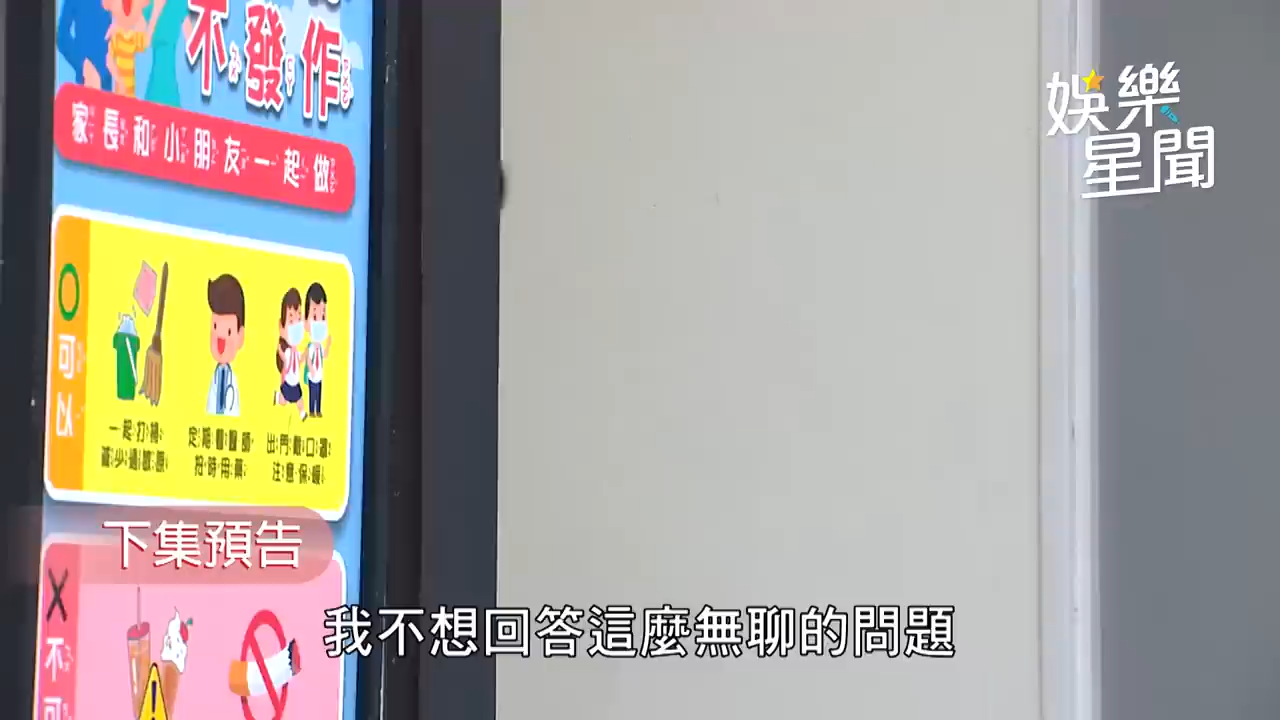 不發作
家長和小朋友一起做
娛樂
星聞
可以
一起打掃
減少過敏原
定期看醫師
按時用藥
出門戴口罩
注意保暖
下集預告
不可
我不想回答這麼無聊的問題